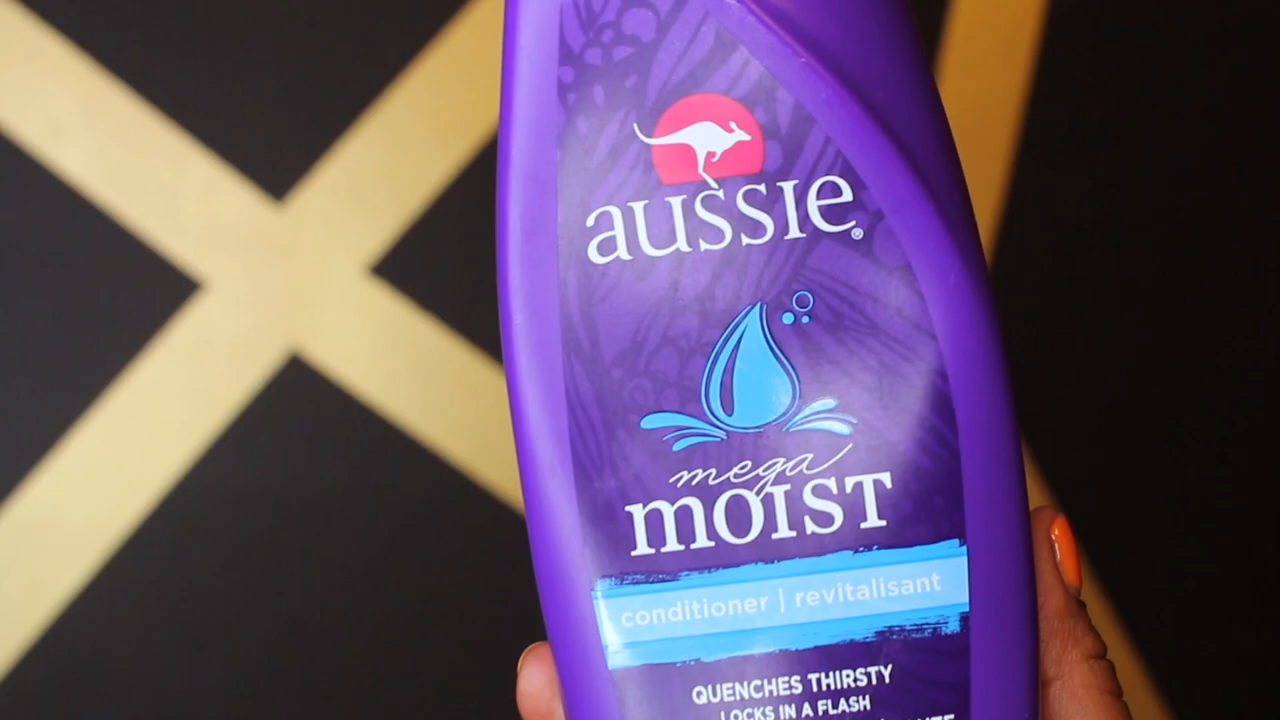 aussie®
mega
moist
conditioner | revitalisant
QUENCHES THIRSTY
LOCKS IN A FLASH